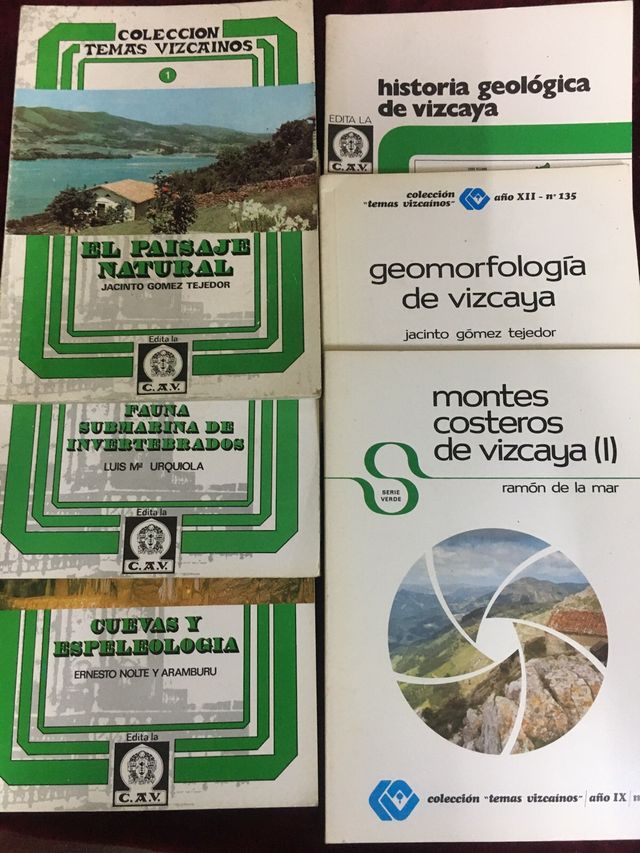 COLECCION
TEMAS VIZCAINOS
1
EL PAISAJE
NATURAL
JACINTO GOMEZ TEJEDOR
Edita la
C.A.V.
FAUNA
SUBMARINA DE
INVERTEBRADOS
LUIS Mª URQUIOLA
Edita la
C.A.V.
CUEVAS Y
ESPELEOLOGIA
ERNESTO NOLTE Y ARAMBURU
Edita la
C.A.V.
historia geológica
de vizcaya
EDITA LA
C.A.V.
colección
"temas vizcaínos"
año XII - nº 135
geomorfología
de vizcaya
jacinto gómez tejedor
montes
costeros
de vizcaya (I)
SERIE
VERDE
ramón de la mar
colección "temas vizcaínos" año IX